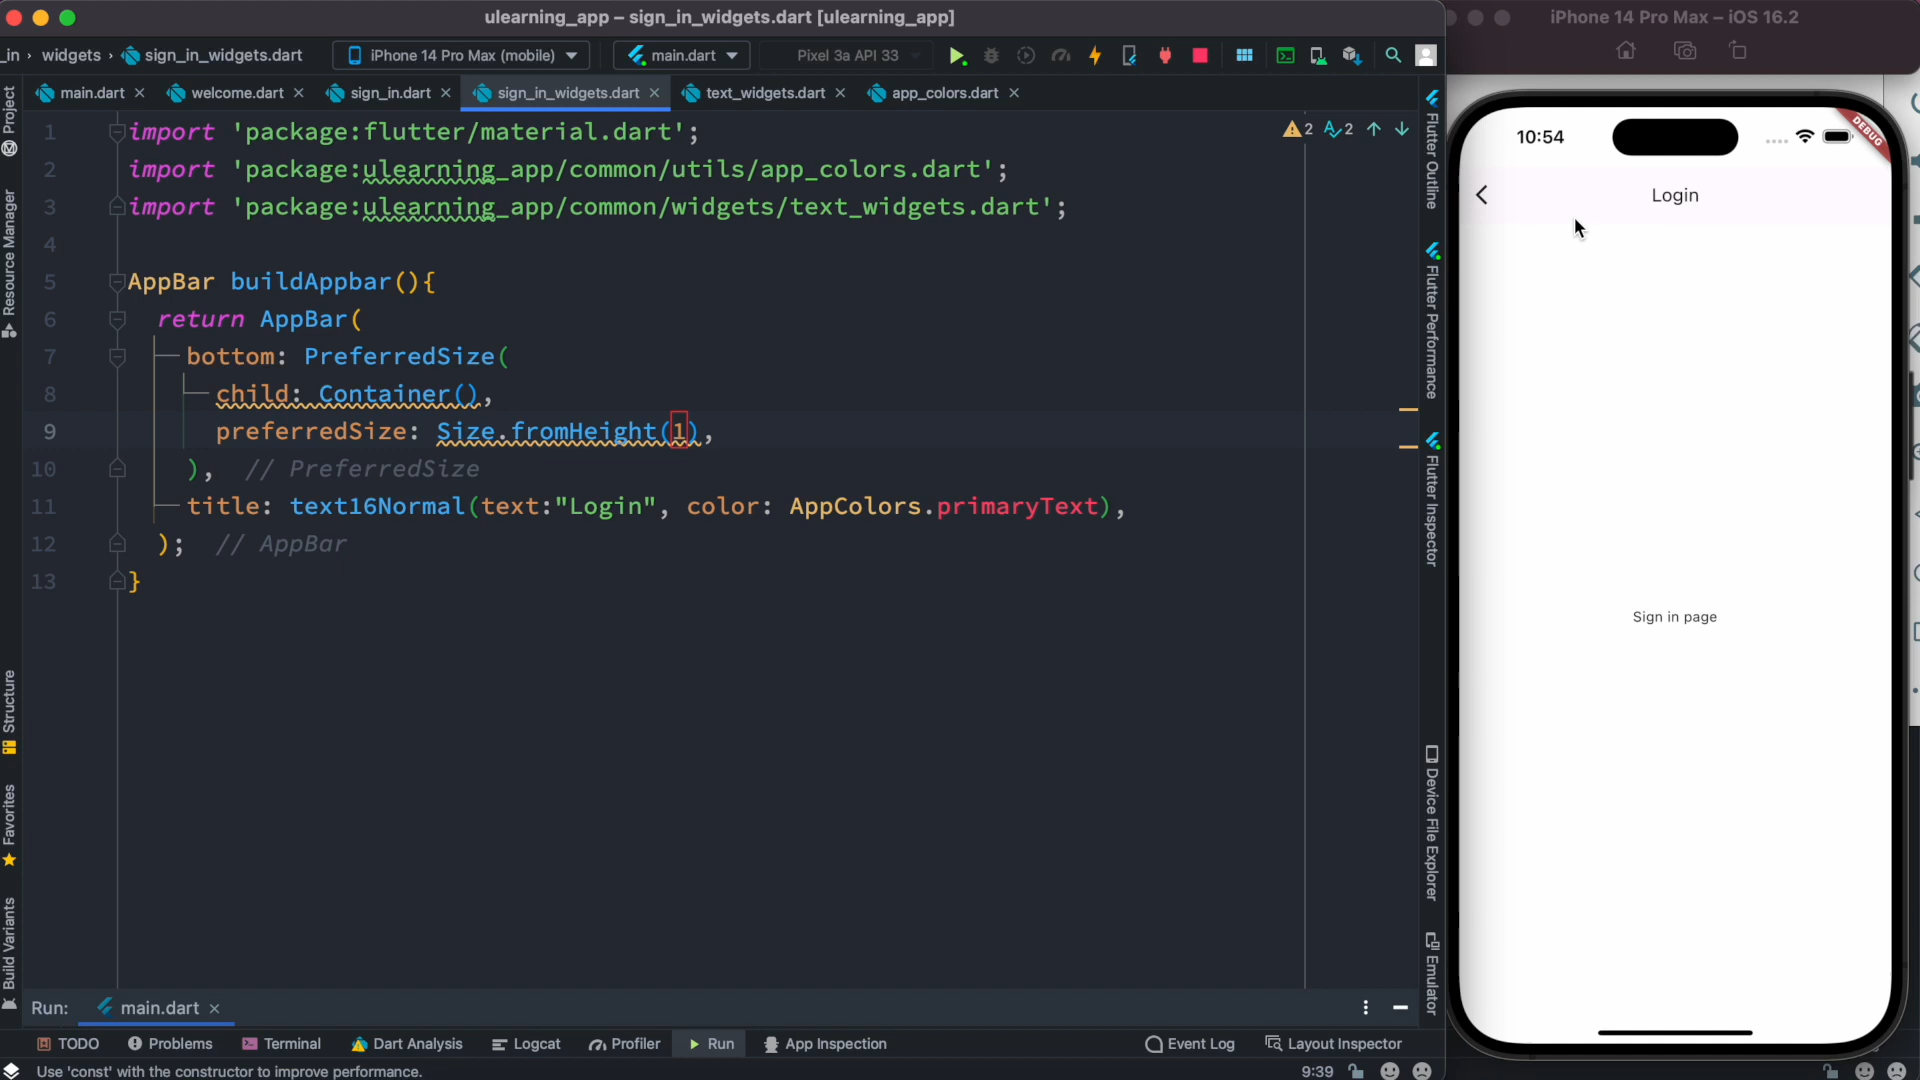 ulearning_app – sign_in_widgets.dart [ulearning_app]
iPhone 14 Pro Max – iOS 16.2
_in › widgets › sign_in_widgets.dart
iPhone 14 Pro Max (mobile)
main.dart
Pixel 3a API 33
main.dart
welcome.dart
sign_in.dart
sign_in_widgets.dart
text_widgets.dart
app_colors.dart
Project
Resource Manager
Structure
Favorites
Build Variants
1 import 'package:flutter/material.dart';
2 import 'package:ulearning_app/common/utils/app_colors.dart';
3 import 'package:ulearning_app/common/widgets/text_widgets.dart';
4
5 AppBar buildAppbar(){
6 return AppBar(
7 bottom: PreferredSize(
8 child: Container(),
9 preferredSize: Size.fromHeight(1),
10 ), // PreferredSize
11 title: text16Normal(text:"Login", color: AppColors.primaryText),
12 ); // AppBar
13 }
2 2
Flutter Outline
Flutter Performance
Flutter Inspector
Device File Explorer
Emulator
10:54
DEBUG
Login
Sign in page
Run: main.dart
TODO
Problems
Terminal
Dart Analysis
Logcat
Profiler
Run
App Inspection
Event Log
Layout Inspector
Use 'const' with the constructor to improve performance.
9:39